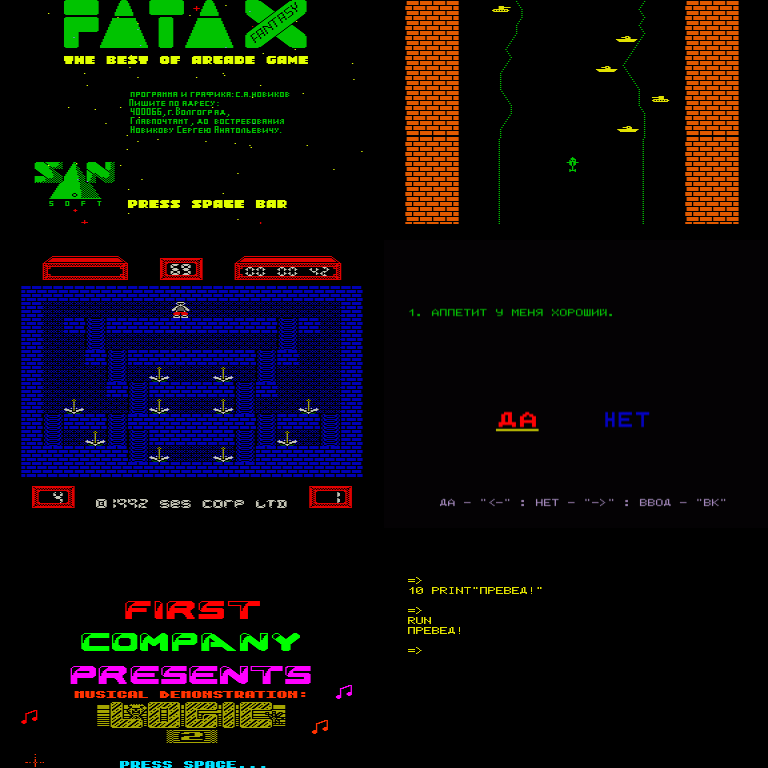 FATAX
FANTASY
THE BEST OF ARCADE GAME
ПРОГРАММА И ГРАФИКА:С.А.НОВИКОВ
ПИШИТЕ ПО АДРЕСУ:
400066,г.ВОЛГОГРАД,
ГЛАВПОЧТАМТ, ДО ВОСТРЕБОВАНИЯ
НОВИКОВУ СЕРГЕЮ АНАТОЛЬЕВИЧУ.
SAN
SOFT
PRESS SPACE BAR
69
00 00 42
4
©1992 SES CORP LTD
1
1. АППЕТИТ У МЕНЯ ХОРОШИЙ.
ДА НЕТ
ДА - "<-" : НЕТ - "->" : ВВОД - "ВК"
FIRST
COMPANY
PRESENTS
MUSICAL DEMONSTRATION:
LOGIC
2
PRESS SPACE...
=>
10 PRINT"ПРЕВЕД!"
=>
RUN
ПРЕВЕД!
=>